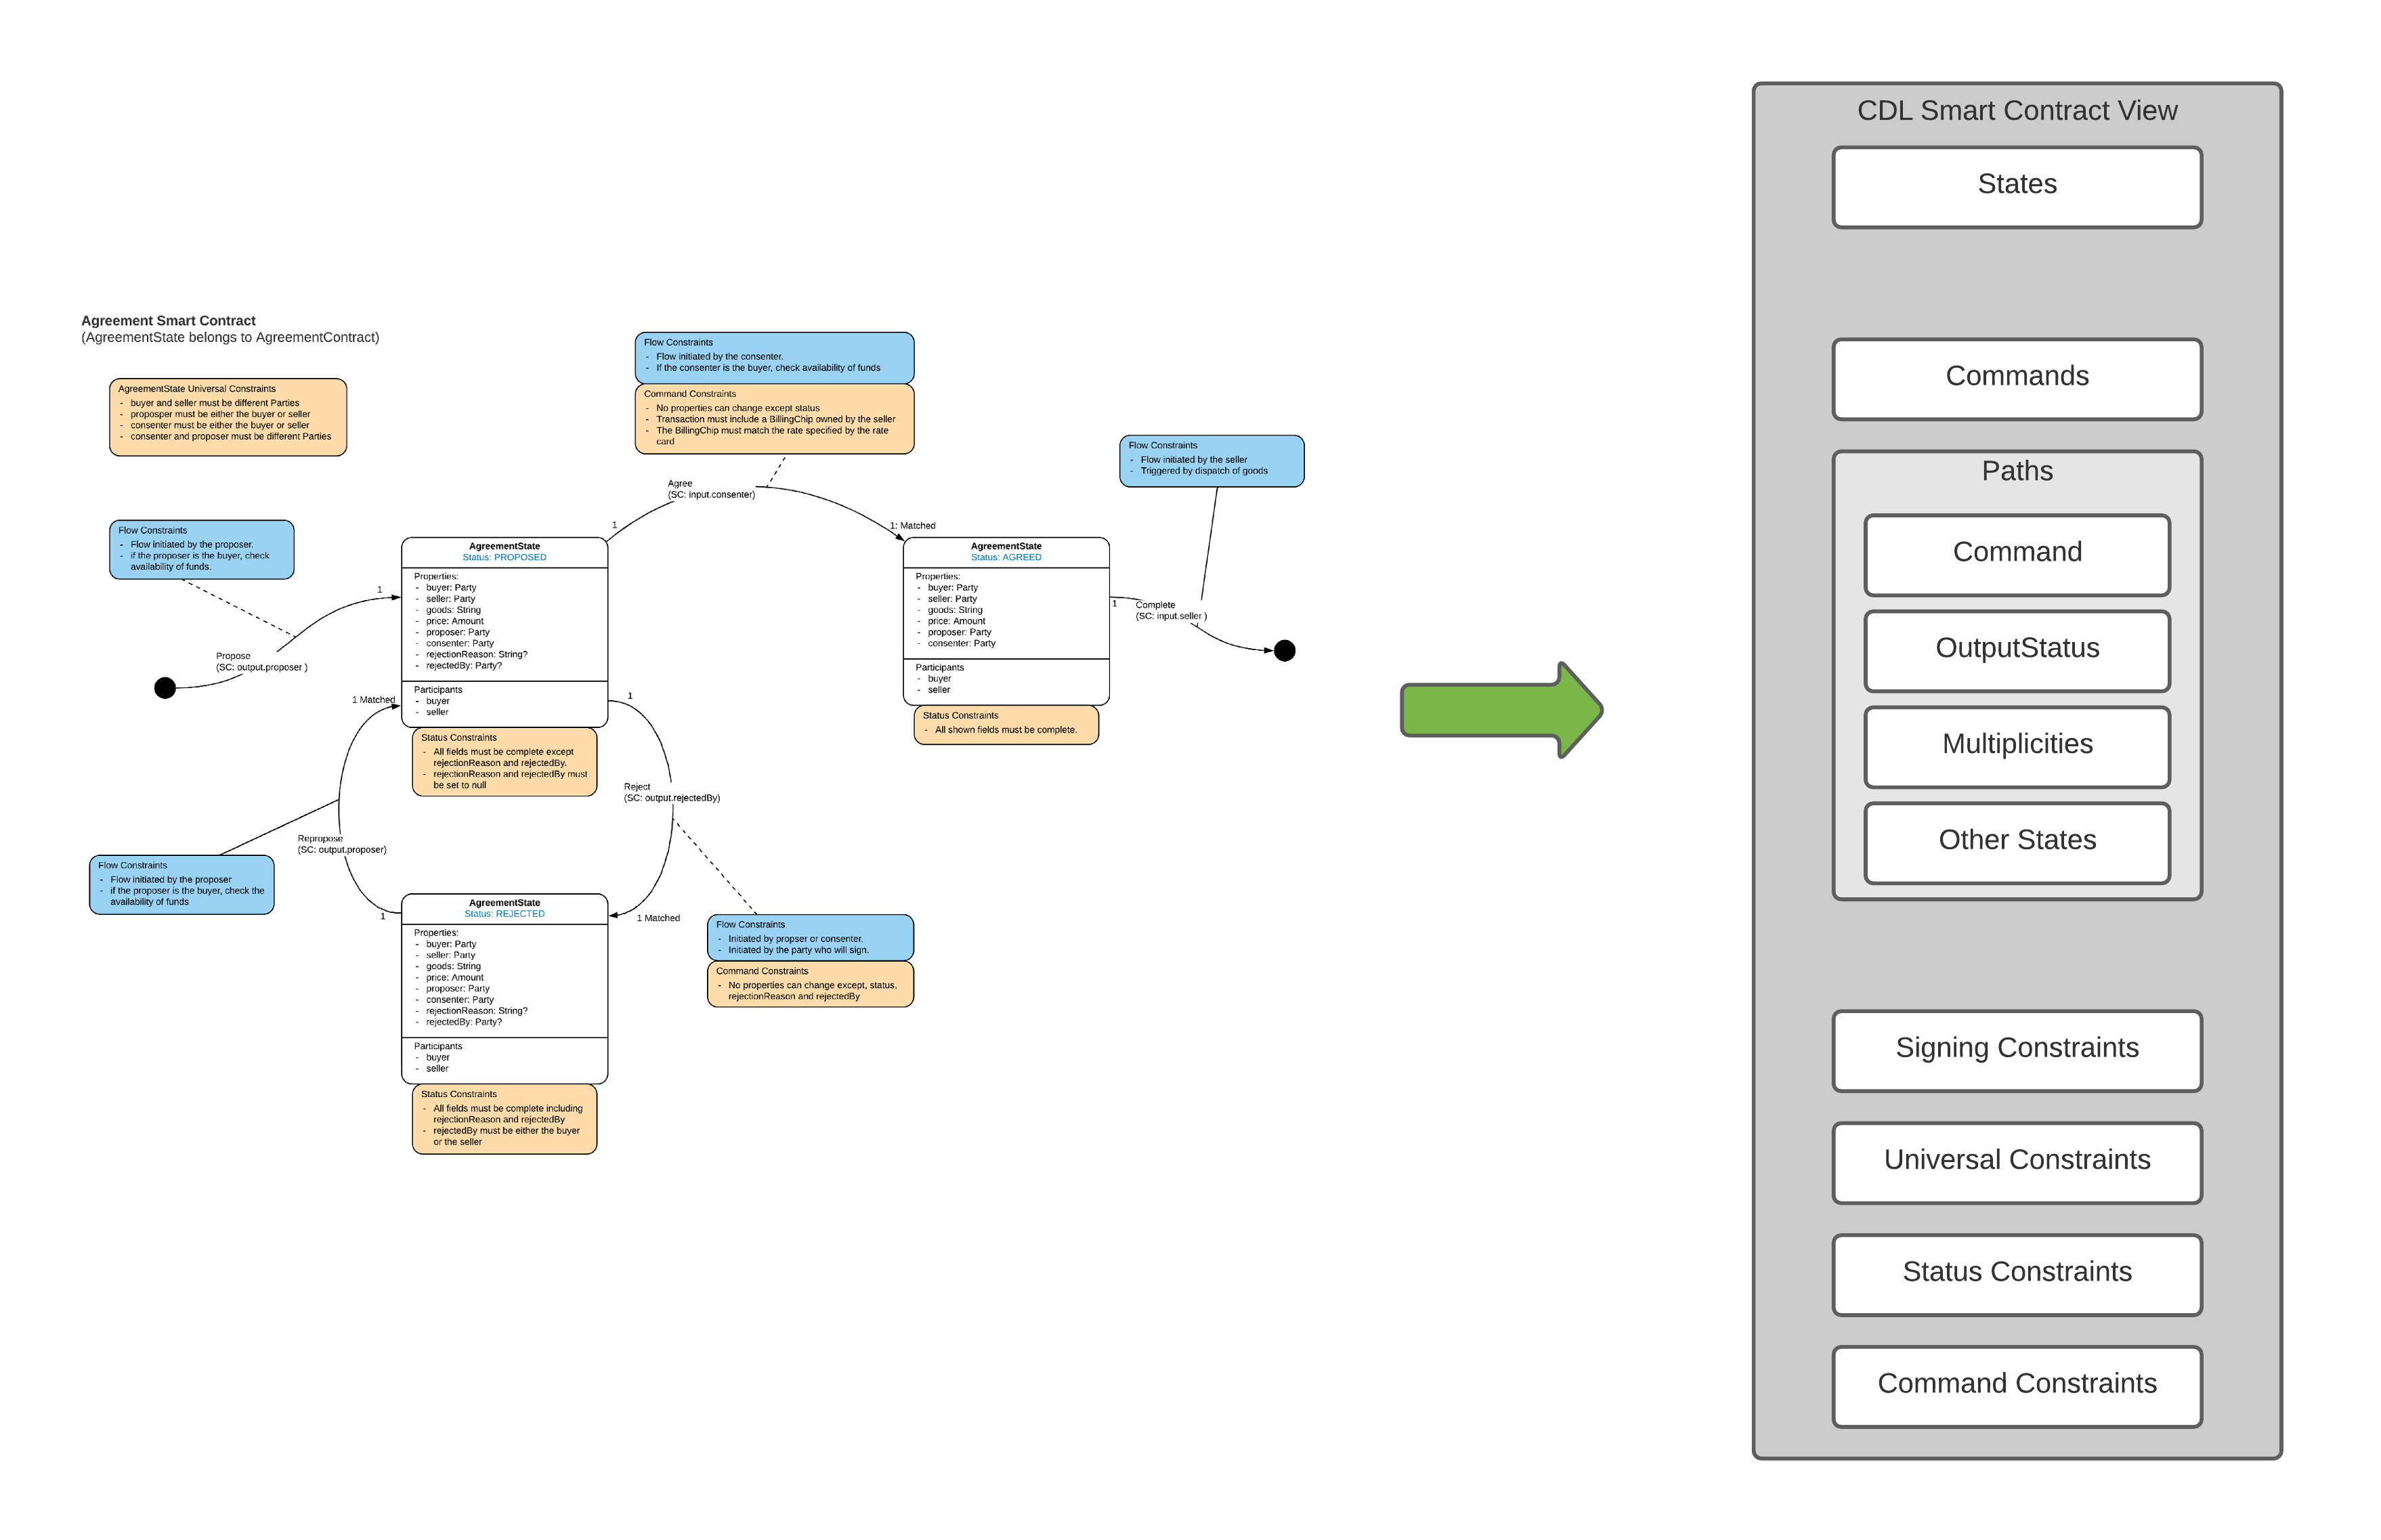 Agreement Smart Contract
(AgreementState belongs to AgreementContract)
AgreementState Universal Constraints
- buyer and seller must be different Parties
- proposper must be either the buyer or seller
- consenter must be either the buyer or seller
- consenter and proposer must be different Parties
Flow Constraints
- Flow initiated by the consenter.
- If the consenter is the buyer, check availability of funds
Command Constraints
- No properties can change except status
- Transaction must include a BillingChip owned by the seller
- The BillingChip must match the rate specified by the rate
card
Flow Constraints
- Flow initiated by the seller
- Triggered by dispatch of goods
Agree
(SC: input.consenter)
1
1: Matched
Flow Constraints
- Flow initiated by the proposer.
- if the proposer is the buyer, check
availability of funds.
1
Propose
(SC: output.proposer )
AgreementState
Status: PROPOSED
Properties:
- buyer: Party
- seller: Party
- goods: String
- price: Amount
- proposer: Party
- consenter: Party
- rejectionReason: String?
- rejectedBy: Party?
Participants
- buyer
- seller
Status Constraints
- All fields must be complete except
rejectionReason and rejectedBy.
- rejectionReason and rejectedBy must
be set to null
AgreementState
Status: AGREED
Properties:
- buyer: Party
- seller: Party
- goods: String
- price: Amount
- proposer: Party
- consenter: Party
Participants
- buyer
- seller
Status Constraints
- All shown fields must be complete.
1
Complete
(SC: input.seller )
1 Matched
1
Reject
(SC: output.rejectedBy)
Repropose
(SC: output.proposer)
Flow Constraints
- Flow initiated by the proposer
- if the proposer is the buyer, check the
availability of funds
1
1 Matched
AgreementState
Status: REJECTED
Properties:
- buyer: Party
- seller: Party
- goods: String
- price: Amount
- proposer: Party
- consenter: Party
- rejectionReason: String?
- rejectedBy: Party?
Participants
- buyer
- seller
Status Constraints
- All fields must be complete including
rejectionReason and rejectedBy
- rejectedBy must be either the buyer
or the seller
Flow Constraints
- Initiated by propser or consenter.
- Initiated by the party who will sign.
Command Constraints
- No properties can change except, status,
rejectionReason and rejectedBy
CDL Smart Contract View
States
Commands
Paths
Command
OutputStatus
Multiplicities
Other States
Signing Constraints
Universal Constraints
Status Constraints
Command Constraints